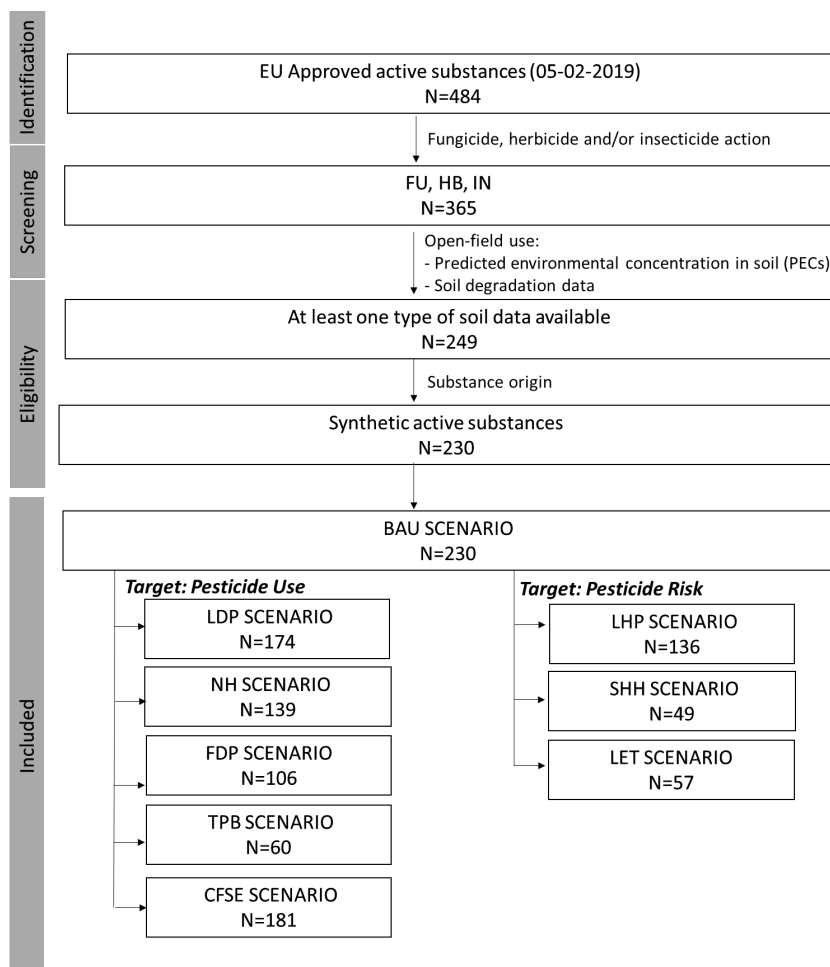 Identification
EU Approved active substances (05-02-2019)
N=484
Fungicide, herbicide and/or insecticide action
Screening
FU, HB, IN
N=365
Open-field use:
- Predicted environmental concentration in soil (PECs)
- Soil degradation data
Eligibility
At least one type of soil data available
N=249
Substance origin
Synthetic active substances
N=230
Included
BAU SCENARIO
N=230
Target: Pesticide Use
LDP SCENARIO
N=174
NH SCENARIO
N=139
FDP SCENARIO
N=106
TPB SCENARIO
N=60
CFSE SCENARIO
N=181
Target: Pesticide Risk
LHP SCENARIO
N=136
SHH SCENARIO
N=49
LET SCENARIO
N=57